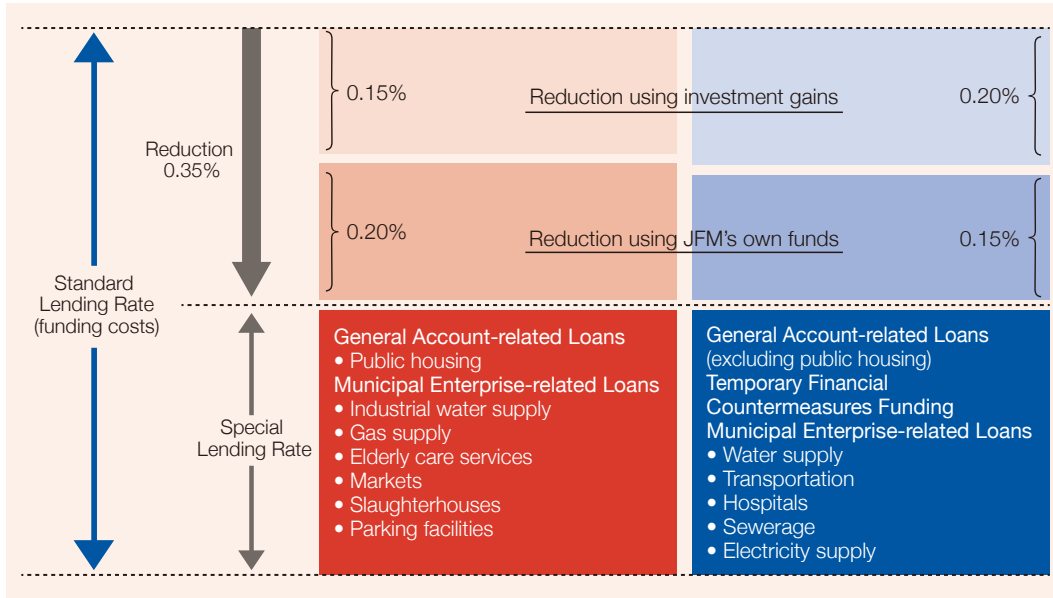 0.15%
Reduction using investment gains
0.20%
Reduction
0.35%
0.20%
Reduction using JFM's own funds
0.15%
Standard
Lending Rate
(funding costs)
Special
Lending Rate
General Account-related Loans
• Public housing
Municipal Enterprise-related Loans
• Industrial water supply
• Gas supply
• Elderly care services
• Markets
• Slaughterhouses
• Parking facilities
General Account-related Loans
(excluding public housing)
Temporary Financial
Countermeasures Funding
Municipal Enterprise-related Loans
• Water supply
• Transportation
• Hospitals
• Sewerage
• Electricity supply